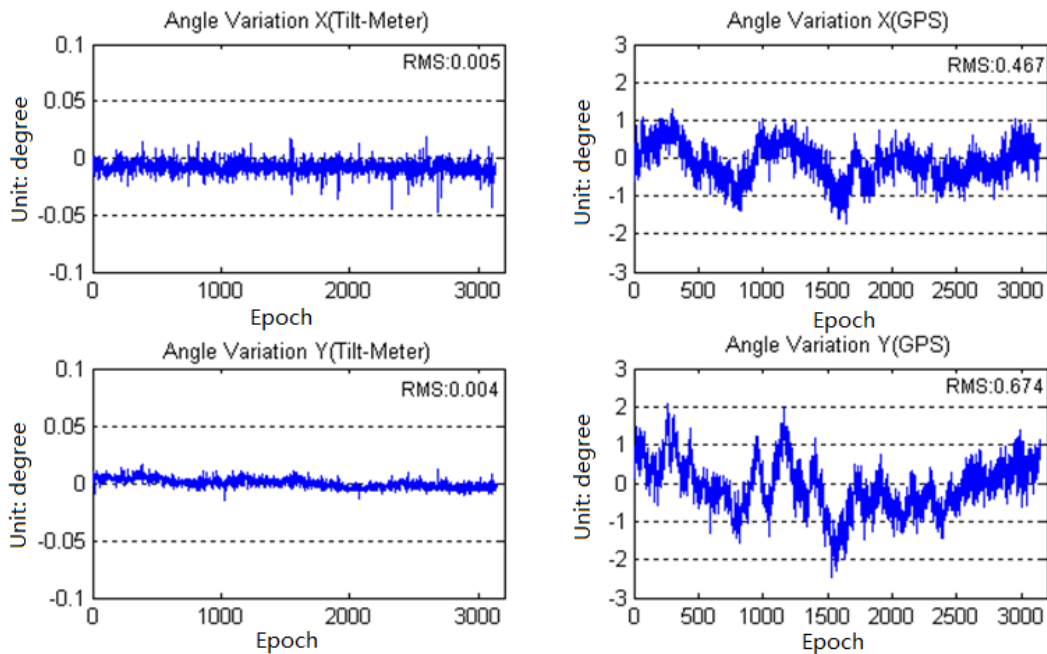 Angle Variation X(Tilt-Meter)
0.1
0.05
0
-0.05
-0.1
RMS:0.005
Unit: degree
0 1000 2000 3000
Epoch
Angle Variation X(GPS)
3
2
1
0
-1
-2
-3
RMS:0.467
Unit: degree
0 500 1000 1500 2000 2500 3000
Epoch
Angle Variation Y(Tilt-Meter)
0.1
0.05
0
-0.05
-0.1
RMS:0.004
Unit: degree
0 1000 2000 3000
Epoch
Angle Variation Y(GPS)
3
2
1
0
-1
-2
-3
RMS:0.674
Unit: degree
0 500 1000 1500 2000 2500 3000
Epoch